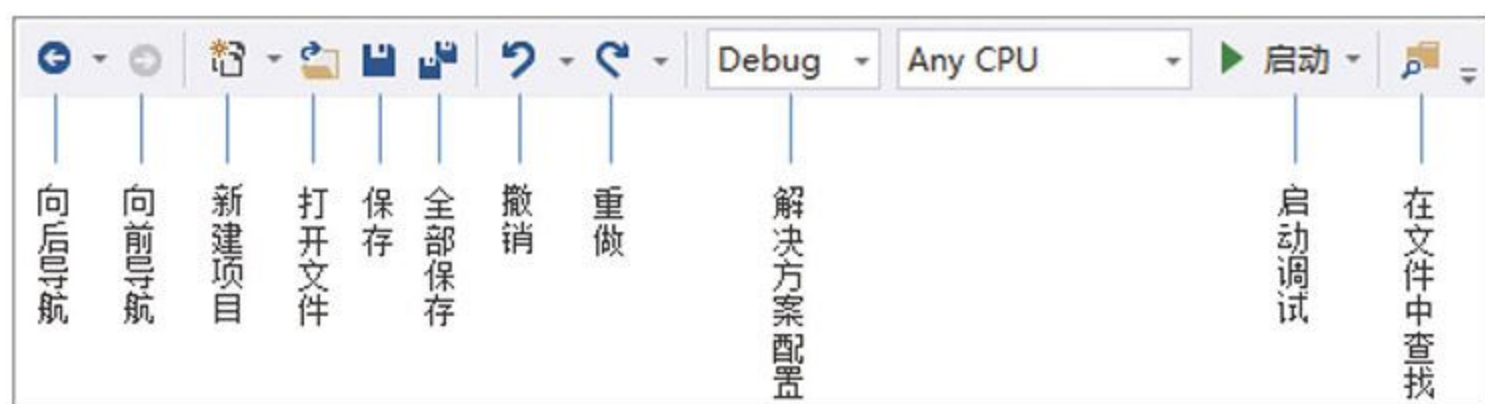 Debug
Any CPU
启动
向后导航
向前导航
新建项目
打开文件
保存
全部保存
撤销
重做
解决方案配置
启动调试
在文件中查找